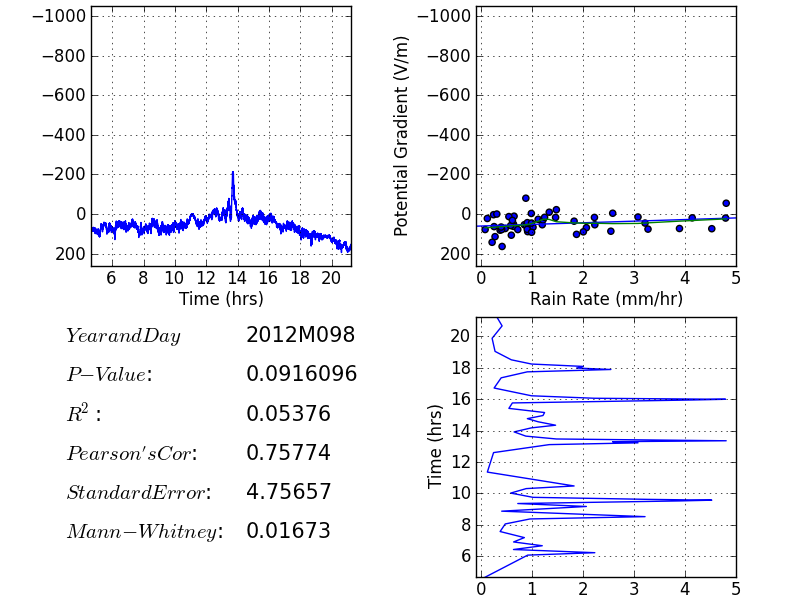 −1000
−800
−600
−400
−200
0
200
6 8 10 12 14 16 18 20
Time (hrs)
Potential Gradient (V/m)
−1000
−800
−600
−400
−200
0
200
0 1 2 3 4 5
Rain Rate (mm/hr)
YearandDay 2012M098
P−Value: 0.0916096
R²: 0.05376
Pearson'sCor: 0.75774
StandardError: 4.75657
Mann−Whitney: 0.01673
Time (hrs)
20
18
16
14
12
10
8
6
0 1 2 3 4 5